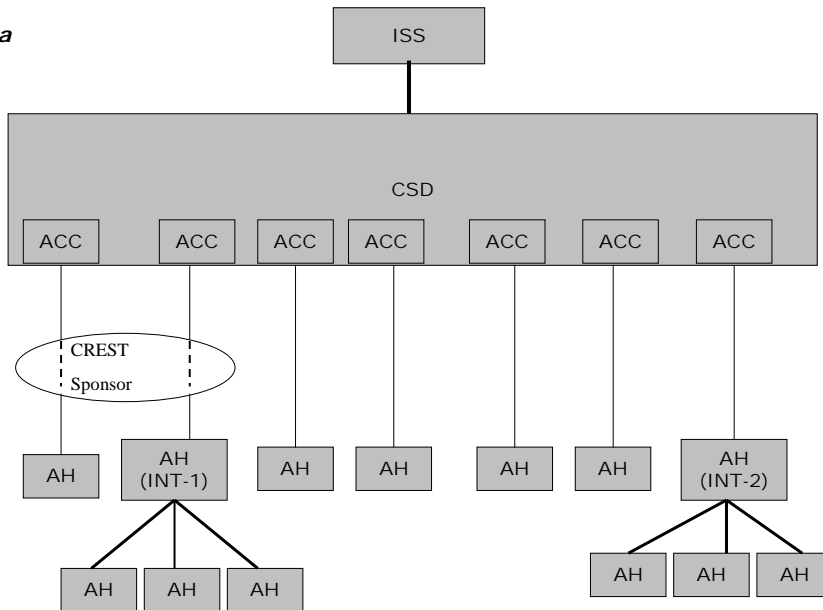 a
ISS
CSD
ACC ACC ACC ACC ACC ACC ACC
CREST
Sponsor
AH AH (INT-1) AH AH AH AH AH (INT-2)
AH AH AH AH AH AH